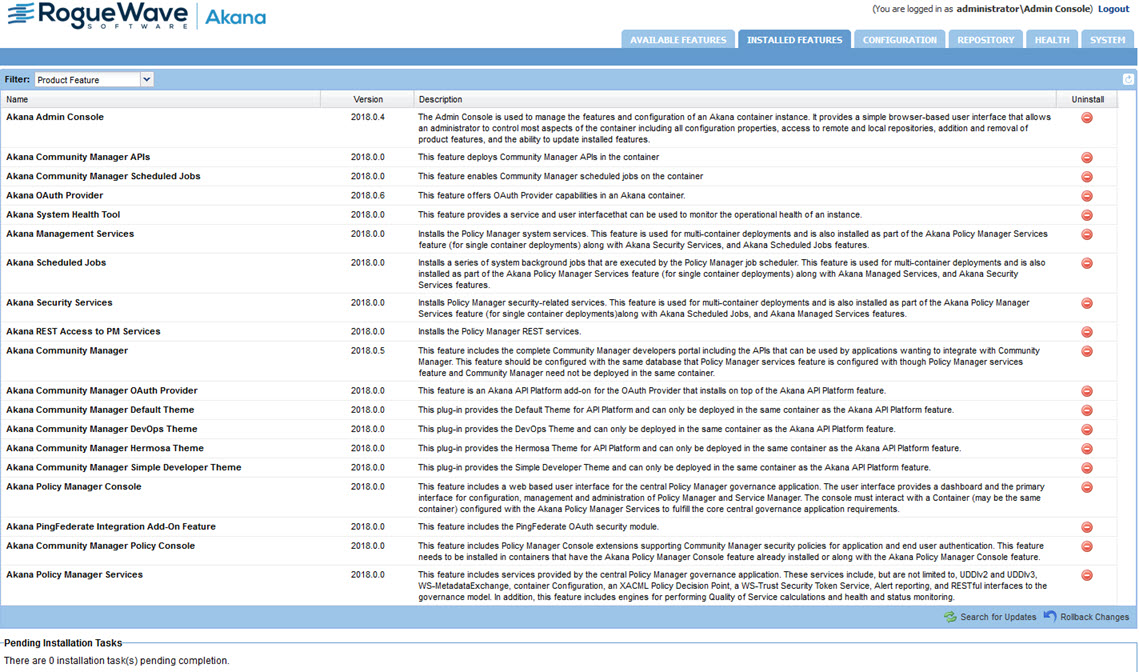 RogueWave
SOFTWARE
Akana
(You are logged in as administrator\Admin Console) Logout
AVAILABLE FEATURES INSTALLED FEATURES CONFIGURATION REPOSITORY HEALTH SYSTEM
Filter: Product Feature
Name Version Description Uninstall
Akana Admin Console 2018.0.4 The Admin Console is used to manage the features and configuration of an Akana container instance. It provides a simple browser-based user interface that allows
an administrator to control most aspects of the container including all configuration properties, access to remote and local repositories, addition and removal of
product features, and the ability to update installed features.
Akana Community Manager APIs 2018.0.0 This feature deploys Community Manager APIs in the container
Akana Community Manager Scheduled Jobs 2018.0.0 This feature enables Community Manager scheduled jobs on the container
Akana OAuth Provider 2018.0.6 This feature offers OAuth Provider capabilities in an Akana container.
Akana System Health Tool 2018.0.0 This feature provides a service and user interfacethat can be used to monitor the operational health of an instance.
Akana Management Services 2018.0.0 Installs the Policy Manager system services. This feature is used for multi-container deployments and is also installed as part of the Akana Policy Manager Services
feature (for single container deployments) along with Akana Security Services, and Akana Scheduled Jobs features.
Akana Scheduled Jobs 2018.0.0 Installs a series of system background jobs that are executed by the Policy Manager job scheduler. This feature is used for multi-container deployments and is also
installed as part of the Akana Policy Manager Services feature (for single container deployments) along with Akana Managed Services, and Akana Security
Services features.
Akana Security Services 2018.0.0 Installs Policy Manager security-related services. This feature is used for multi-container deployments and is also installed as part of the Akana Policy Manager
Services feature (for single container deployments)along with Akana Scheduled Jobs, and Akana Managed Services features.
Akana REST Access to PM Services 2018.0.0 Installs the Policy Manager REST services.
Akana Community Manager 2018.0.5 This feature includes the complete Community Manager developers portal including the APIs that can be used by applications wanting to integrate with Community
Manager. This feature should be configured with the same database that Policy Manager services feature is configured with though Policy Manager services
feature and Community Manager need not be deployed in the same container.
Akana Community Manager OAuth Provider 2018.0.0 This feature is an Akana API Platform add-on for the OAuth Provider that installs on top of the Akana API Platform feature.
Akana Community Manager Default Theme 2018.0.0 This plug-in provides the Default Theme for API Platform and can only be deployed in the same container as the Akana API Platform feature.
Akana Community Manager DevOps Theme 2018.0.0 This plug-in provides the DevOps Theme and can only be deployed in the same container as the Akana API Platform feature.
Akana Community Manager Hermosa Theme 2018.0.0 This plug-in provides the Hermosa Theme for API Platform and can only be deployed in the same container as the Akana API Platform feature.
Akana Community Manager Simple Developer Theme 2018.0.0 This plug-in provides the Simple Developer Theme and can only be deployed in the same container as the Akana API Platform feature.
Akana Policy Manager Console 2018.0.0 This feature includes a web based user interface for the central Policy Manager governance application. The user interface provides a dashboard and the primary
interface for configuration, management and administration of Policy Manager and Service Manager. The console must interact with a Container (may be the same
container) configured with the Akana Policy Manager Services to fulfill the core central governance application requirements.
Akana PingFederate Integration Add-On Feature 2018.0.0 This feature includes the PingFederate OAuth security module.
Akana Community Manager Policy Console 2018.0.0 This feature includes Policy Manager Console extensions supporting Community Manager security policies for application and end user authentication. This feature
needs to be installed in containers that have the Akana Policy Manager Console feature already installed or along with the Akana Policy Manager Console feature.
Akana Policy Manager Services 2018.0.0 This feature includes services provided by the central Policy Manager governance application. These services include, but are not limited to, UDDIv2 and UDDIv3,
WS-MetadataExchange, container Configuration, an XACML Policy Decision Point, a WS-Trust Security Token Service, Alert reporting, and RESTful interfaces to the
governance model. In addition, this feature includes engines for performing Quality of Service calculations and health and status monitoring.
Search for Updates Rollback Changes
Pending Installation Tasks
There are 0 installation task(s) pending completion.